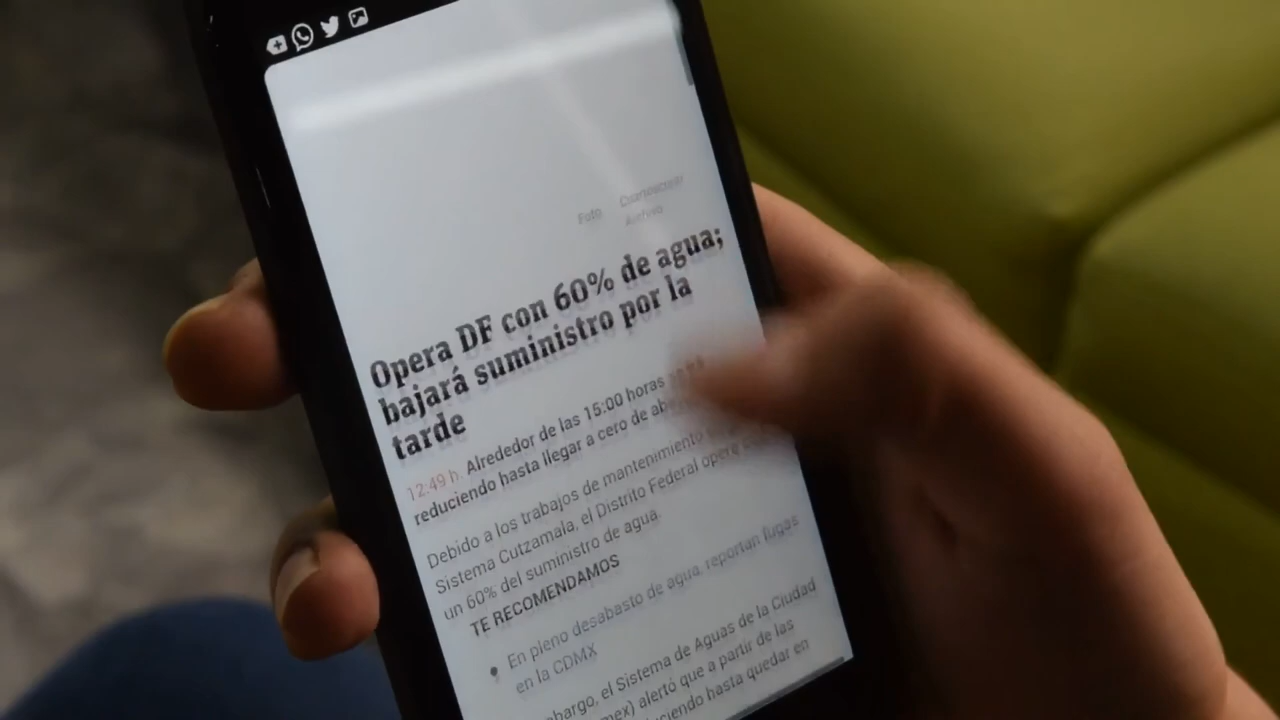 Foto
Archivo
Opera DF con 60% de agua;
bajará suministro por la
tarde
12:49 h. Alrededor de las 15:00 horas
reduciendo hasta llegar a cero de
Debido a los trabajos de mantenimiento
Sistema Cutzamala, el Distrito Federal opere
un 60% del suministro de agua.
TE RECOMENDAMOS
En pleno desabasto de agua, reportan fugas
en la CDMX
el Sistema de Aguas de la Ciudad
alertó que a partir de las
hasta quedar en